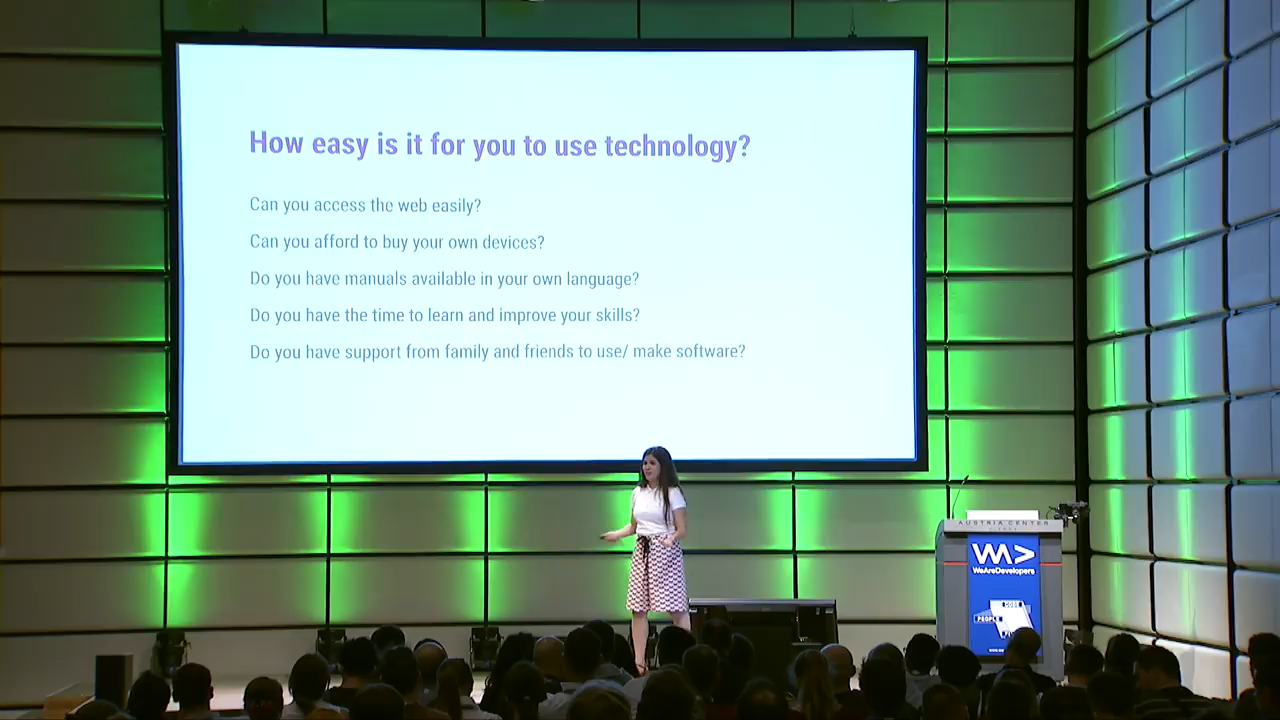 How easy is it for you to use technology?
Can you access the web easily?
Can you afford to buy your own devices?
Do you have manuals available in your own language?
Do you have the time to learn and improve your skills?
Do you have support from family and friends to use/ make software?
AUSTRIA CENTER
WeAreDevelopers
CODE
PEOPLE